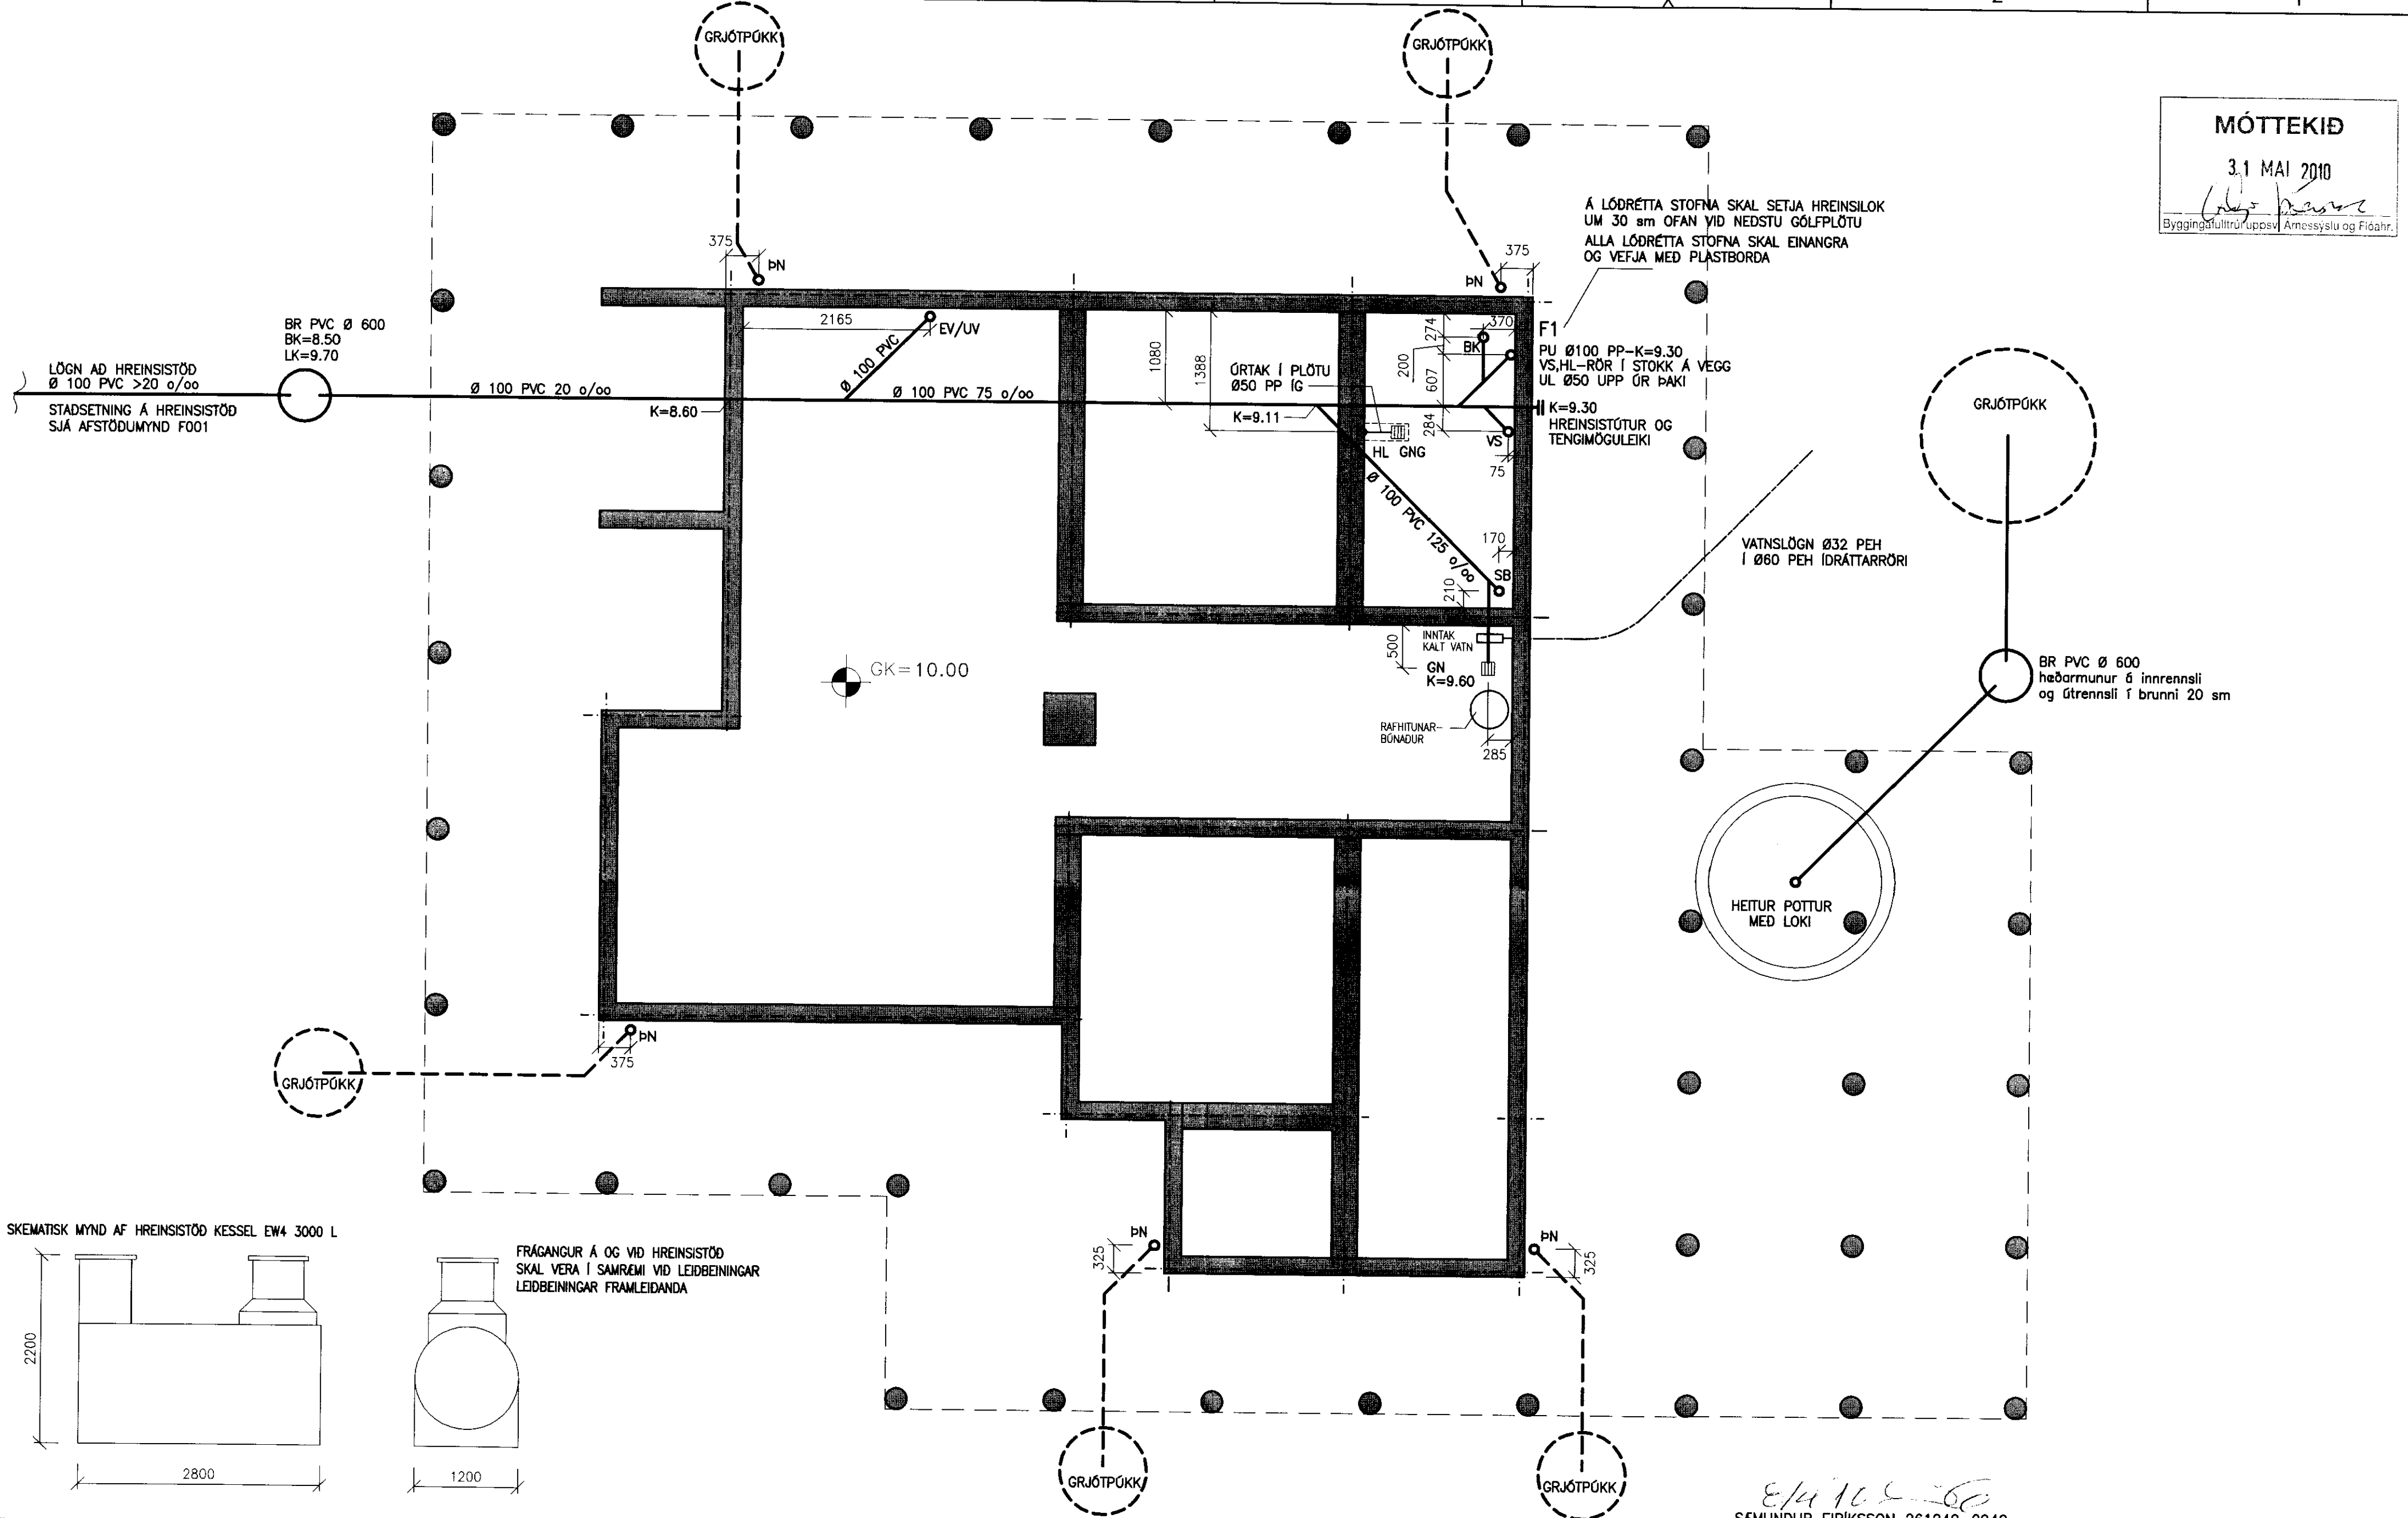 GRJÓTPÚKK
GRJÓTPÚKK
MÓTTEKIÐ
31 MAI 2010
Byggingafulltrúi uppsv. Árnessýslu og Flóahr.
Á LÓÐRÉTTA STOFNA SKAL SETJA HREINSILOK
UM 30 sm OFAN VIÐ NEÐSTU GÓLFPLÖTU
ALLA LÓÐRÉTTA STOFNA SKAL EINANGRA
OG VEFJA MEÐ PLASTBORÐA
375
ÞN
375
ÞN
BR PVC Ø 600
BK=8.50
LK=9.70
LÖGN AÐ HREINSISTÖÐ
Ø 100 PVC >20 o/oo
STAÐSETNING Á HREINSISTÖÐ
SJÁ AFSTÖÐUMYND F001
Ø 100 PVC 20 o/oo
K=8.60
2165
EV/UV
Ø 100 PVC
Ø 100 PVC 75 o/oo
1080
1388
ÚRTAK Í PLÖTU
Ø50 PP ÍG
K=9.11
HL GNG
274
370
BK
200
607
284
VS
75
F1
PU Ø100 PP-K=9.30
VS,HL-RÖR Í STOKK Á VEGG
UL Ø50 UPP ÚR ÞAKI
K=9.30
HREINSISTÚTUR OG
TENGIMÖGULEIKI
GRJÓTPÚKK
Ø 100 PVC 125 o/oo
170
SB
210
VATNSLÖGN Ø32 PEH
Í Ø60 PEH ÍDRÁTTARRÖRI
500
INNTAK
KALT VATN
GN
K=9.60
GK=10.00
RAFHITUNAR-
BÚNAÐUR
285
BR PVC Ø 600
hæðarmunur á innrennsli
og útrennsli í brunni 20 sm
HEITUR POTTUR
MEÐ LOKI
ÞN
375
GRJÓTPÚKK
SKEMATISK MYND AF HREINSISTÖÐ KESSEL EW4 3000 L
FRÁGANGUR Á OG VIÐ HREINSISTÖÐ
SKAL VERA Í SAMRÆMI VIÐ LEIÐBEININGAR
LEIÐBEININGAR FRAMLEIÐANDA
2200
2800
1200
ÞN
325
ÞN
325
GRJÓTPÚKK
GRJÓTPÚKK
SÆMUNDUR EIRÍKSSON